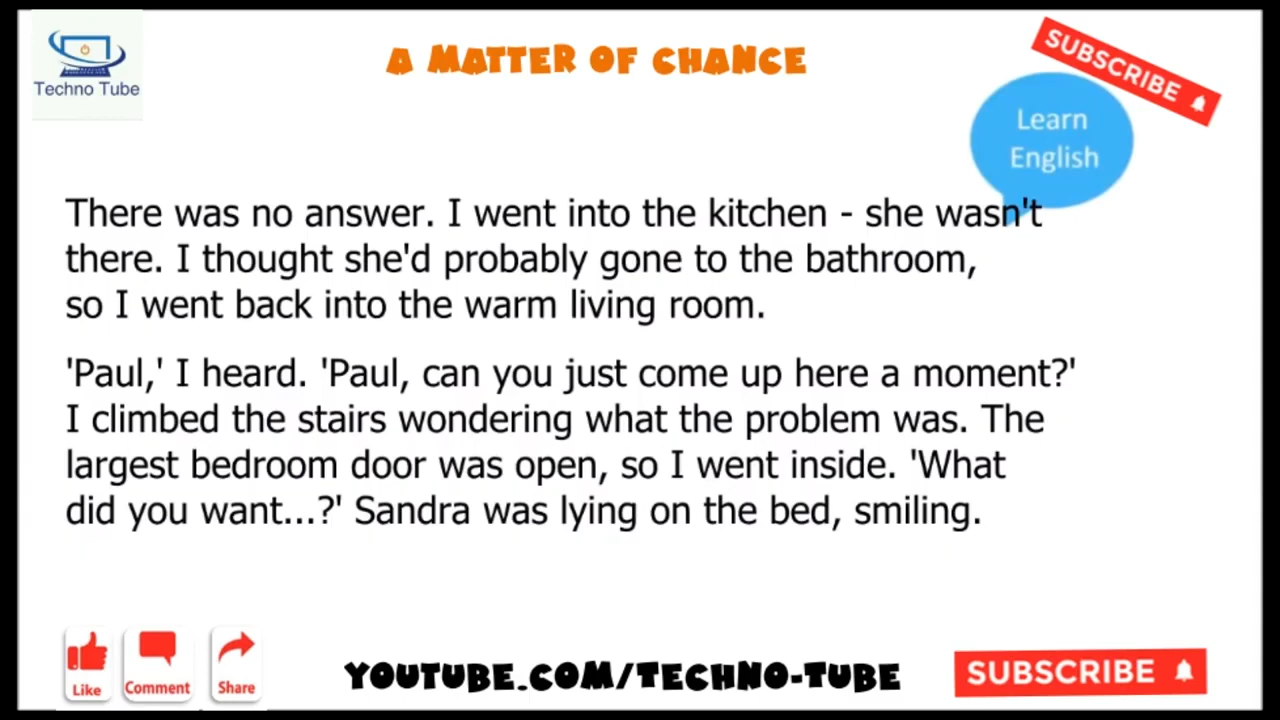 A MATTER OF CHANCE
SUBSCRIBE
Techno Tube
Learn
English
There was no answer. I went into the kitchen - she wasn't
there. I thought she'd probably gone to the bathroom,
so I went back into the warm living room.
'Paul,' I heard. 'Paul, can you just come up here a moment?'
I climbed the stairs wondering what the problem was. The
largest bedroom door was open, so I went inside. 'What
did you want...?' Sandra was lying on the bed, smiling.
Like
Comment
Share
YOUTUBE.COM/TECHNO-TUBE
SUBSCRIBE